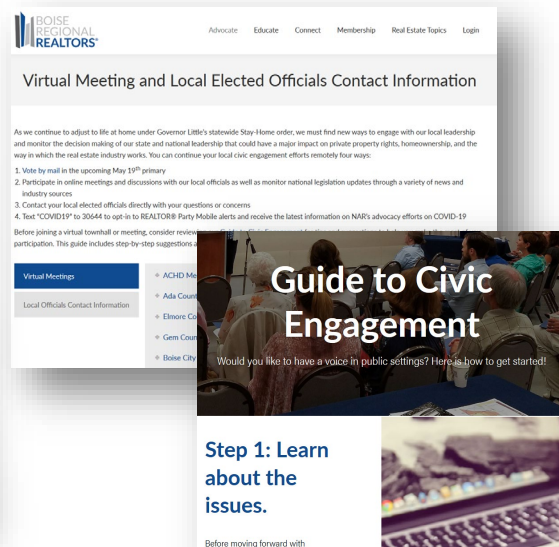 BOISE
REGIONAL
REALTORS®
Advocate Educate Connect Membership Real Estate Topics Login
Virtual Meeting and Local Elected Officials Contact Information
As we continue to adjust to life at home under Governor Little's statewide Stay-Home order, we must find new ways to engage with our local leadership
and monitor the decision making of our state and national leadership that could have a major impact on private property rights, homeownership, and the
way in which the real estate industry works. You can continue your local civic engagement efforts remotely four ways:
1. Vote by mail in the upcoming May 19th primary
2. Participate in online meetings and discussions with our local officials as well as monitor national legislation updates through a variety of news and
industry sources
3. Contact your local elected officials directly with your questions or concerns
4. Text "COVID19" to 30644 to opt-in to REALTOR® Party Mobile alerts and receive the latest information on NAR's advocacy efforts on COVID-19
Before joining a virtual townhall or meeting, consider
participation. This guide includes step-by-step suggestions
Virtual Meetings
Local Officials Contact Information
ACHD
Ada
Elmore
Gem
Boise City
Guide to Civic
Engagement
Would you like to have a voice in public settings? Here is how to get started!
Step 1: Learn
about the
issues.
Before moving forward with